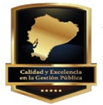 Calidad y Excelencia
en la Gestión Pública